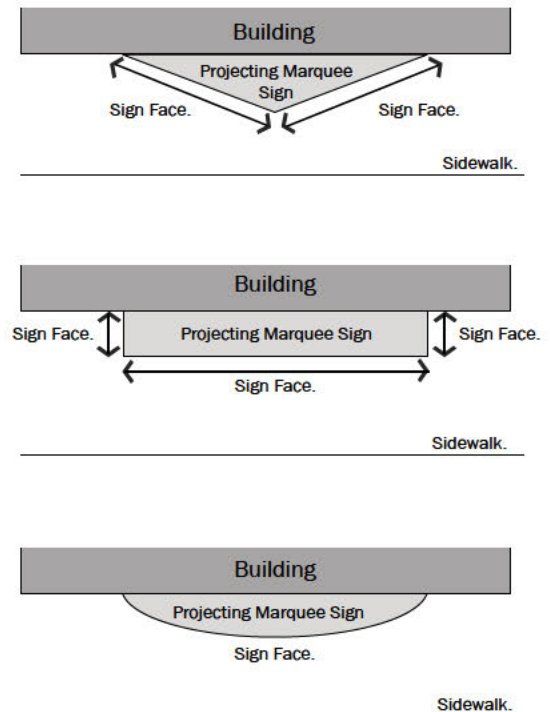 Building
Projecting Marquee
Sign
Sign Face.
Sign Face.
Sidewalk.
Building
Sign Face.
Projecting Marquee Sign
Sign Face.
Sign Face.
Sidewalk.
Building
Projecting Marquee Sign
Sign Face.
Sidewalk.